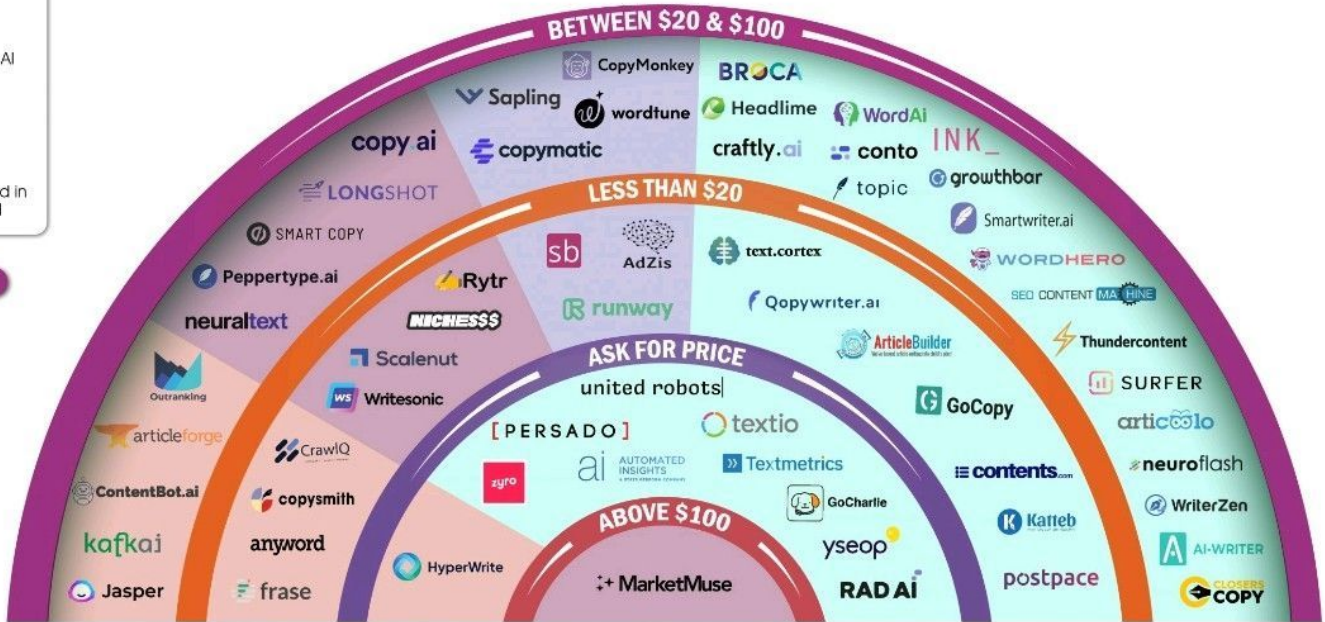 AI
d in
BETWEEN $20 & $100
CopyMonkey
Sapling
wordtune
copymatic
BROCA
Headlime
WordAi
craftly.ai
conto
INK_
topic
growthbar
Smartwriter.ai
WORDHERO
SEO CONTENT MACHINE
Thundercontent
SURFER
articoolo
neuroflash
WriterZen
AI-WRITER
CLOSERS
COPY
copy.ai
LONGSHOT
SMART COPY
Peppertype.ai
neuraltext
Outranking
articleforge
ContentBot.ai
kafkai
Jasper
LESS THAN $20
sb
AdZis
runway
text.cortex
Qopywriter.ai
ArticleBuilder
GoCopy
contents.com
Katteb
postpace
Rytr
NICHES$$
Scalenut
WS Writesonic
CrawlQ
copysmith
anyword
frase
ASK FOR PRICE
united robots
[PERSADO]
textio
zyro
ai AUTOMATED
INSIGHTS
Textmetrics
GoCharlie
yseop
RAD AI
HyperWrite
ABOVE $100
MarketMuse